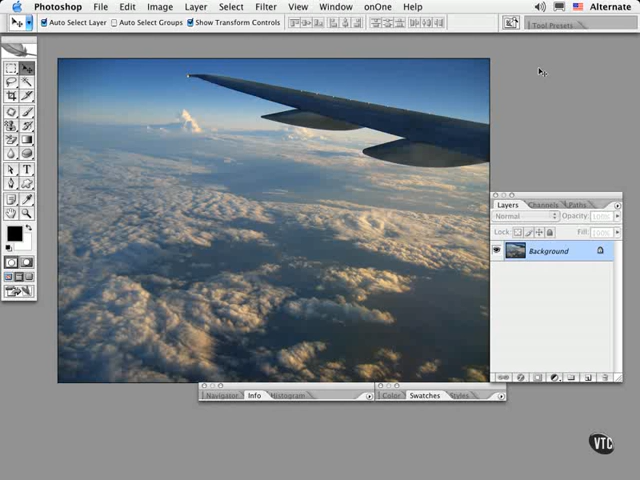 Photoshop File Edit Image Layer Select Filter View Window onOne Help Alternate
Auto Select Layer Auto Select Groups Show Transform Controls Tool Presets
Layers Channels Paths
Normal Opacity: 100%
Lock: Fill: 100%
Background
Navigator Info Histogram Color Swatches Styles
VTC